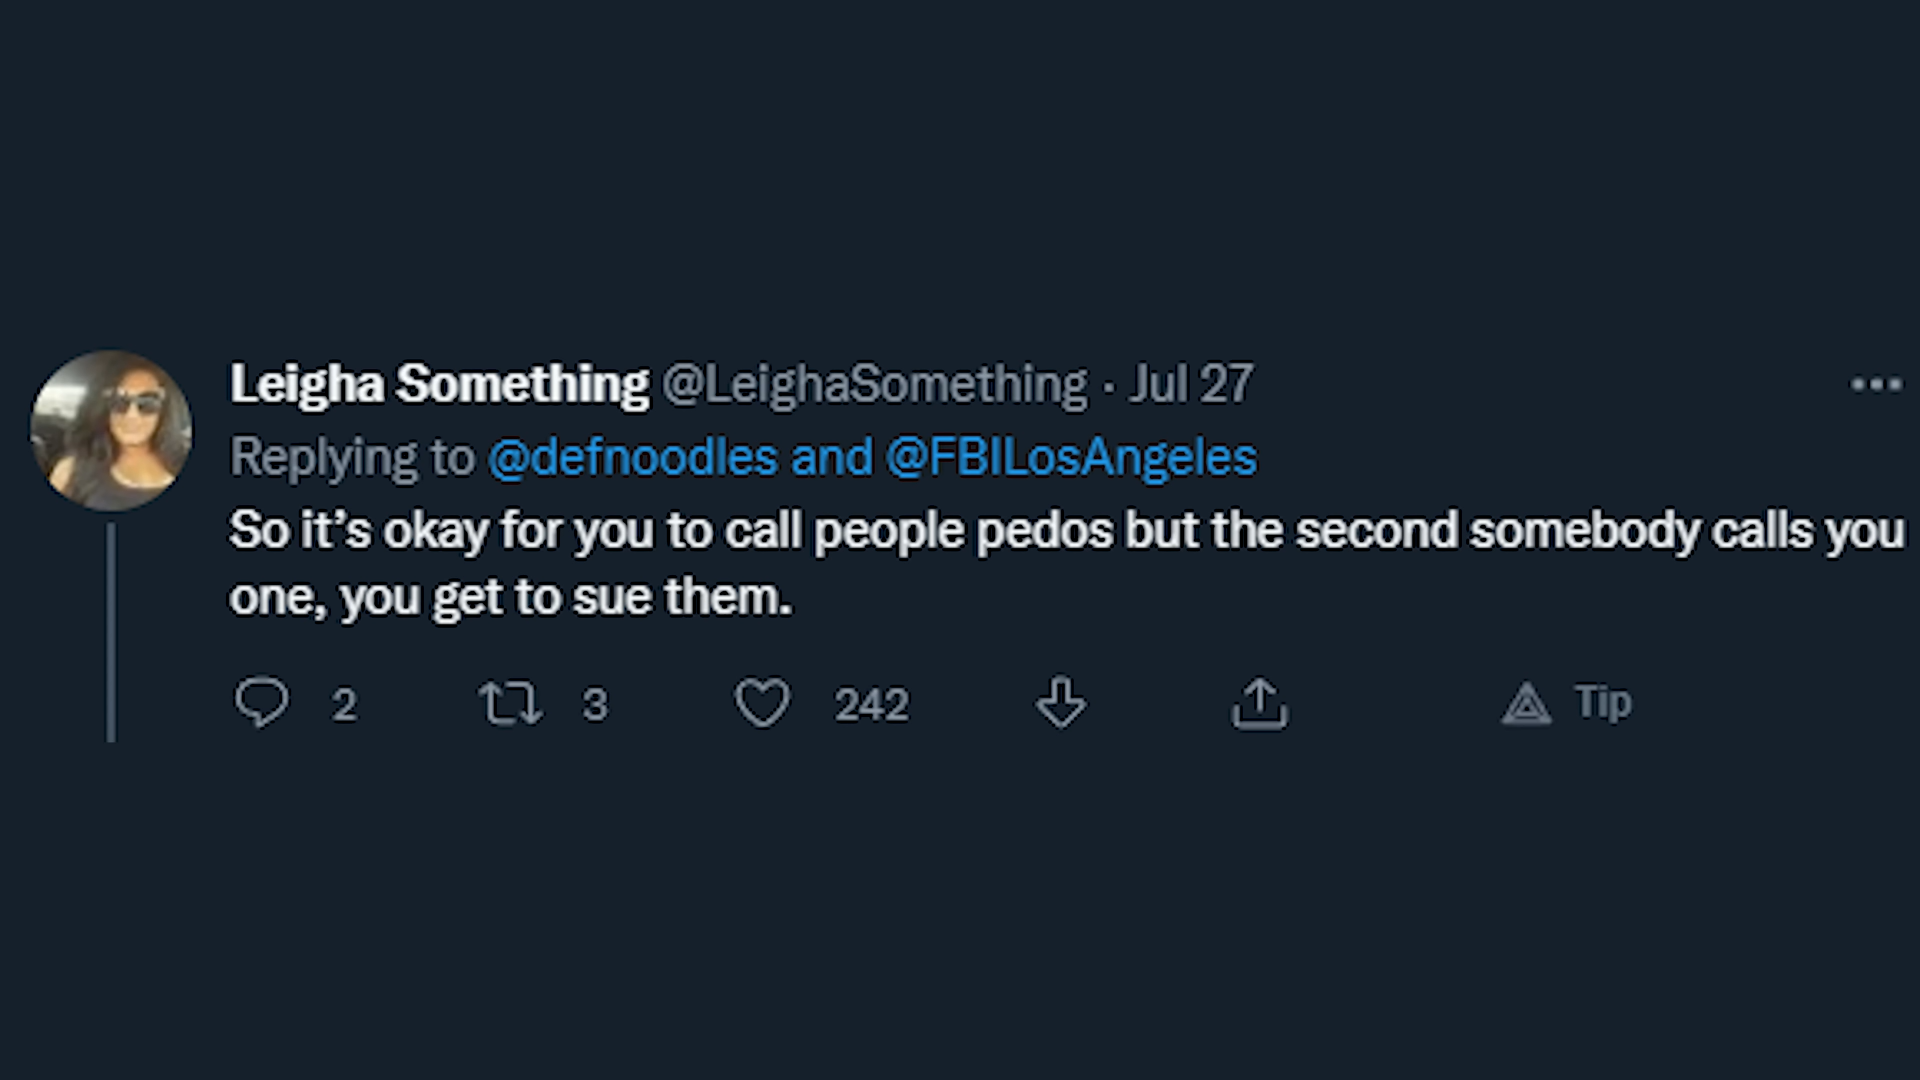 Leigha Something @LeighaSomething · Jul 27
Replying to @defnoodles and @FBILosAngeles
So it’s okay for you to call people pedos but the second somebody calls you
one, you get to sue them.
2 3 242 Tip